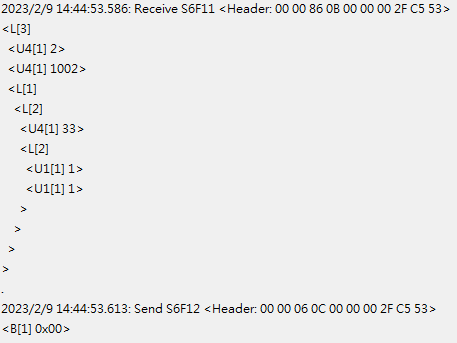 2023/2/9 14:44:53.586: Receive S6F11 <Header: 00 00 86 0B 00 00 00 2F C5 53>
<L[3]
<U4[1] 2>
<U4[1] 1002>
<L[1]
<L[2]
<U4[1] 33>
<L[2]
<U1[1] 1>
<U1[1] 1>
>
>
>
>
.
2023/2/9 14:44:53.613: Send S6F12 <Header: 00 00 06 0C 00 00 00 2F C5 53>
<B[1] 0x00>